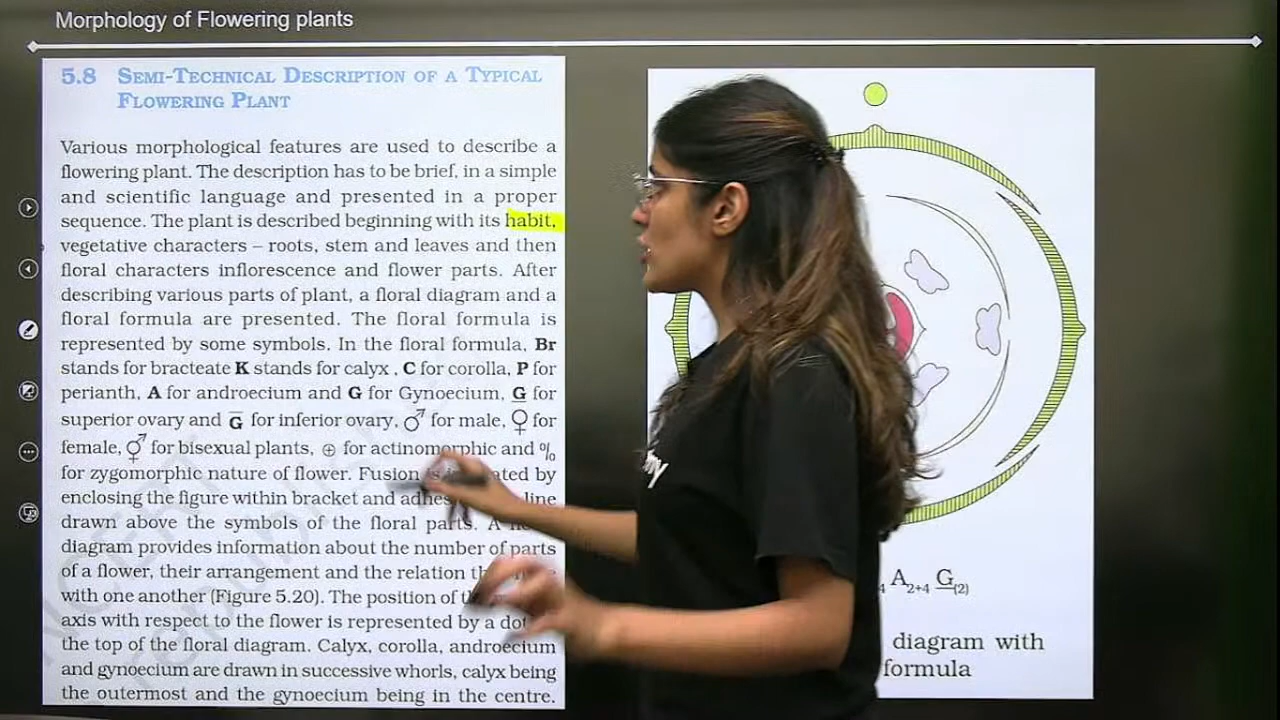 Morphology of Flowering plants
5.8 SEMI-TECHNICAL DESCRIPTION OF A TYPICAL
FLOWERING PLANT
Various morphological features are used to describe a
flowering plant. The description has to be brief, in a simple
and scientific language and presented in a proper
sequence. The plant is described beginning with its habit,
vegetative characters – roots, stem and leaves and then
floral characters inflorescence and flower parts. After
describing various parts of plant, a floral diagram and a
floral formula are presented. The floral formula is
represented by some symbols. In the floral formula, Br
stands for bracteate K stands for calyx , C for corolla, P for
perianth, A for androecium and G for Gynoecium, G̲ for
superior ovary and G̅ for inferior ovary, ♂ for male, ♀ for
female, ⚥ for bisexual plants, ⊕ for actinomorphic and %
for zygomorphic nature of flower. Fusion is by
enclosing the figure within bracket and line
drawn above the symbols of the floral parts. A
diagram provides information about the number of parts
of a flower, their arrangement and the relation
with one another (Figure 5.20). The position of
axis with respect to the flower is represented by a dot
the top of the floral diagram. Calyx, corolla, androecium
and gynoecium are drawn in successive whorls, calyx being
the outermost and the gynoecium being in the centre.
4 A2+4 G̲(2)
diagram with
formula